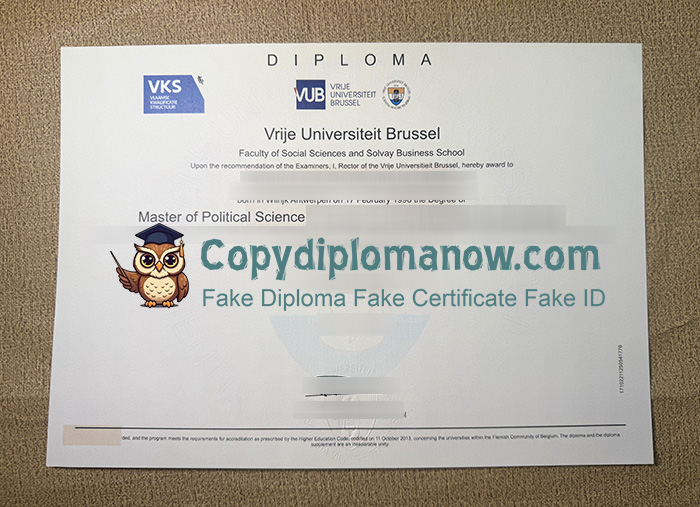 DIPLOMA
VKS
VLAAMSE
KWALIFICATIE
STRUCTUUR
VUB
VRIJE
UNIVERSITEIT
BRUSSEL
Vrije Universiteit Brussel
Faculty of Social Sciences and Solvay Business School
Upon the recommendation of the Examiners, I, Rector of the Vrije Universiteit Brussel, hereby award to
Born in Wilrijk Antwerpen on 17 February the Degree of
Master of Political Science
Copydiplomanow.com
Fake Diploma Fake Certificate Fake ID
and the program meets the requirements for accreditation as prescribed by the Higher Education Code, codified on 11 October 2013, concerning the universities within the Flemish Community of Belgium. The diploma and the diploma
supplement are an inseparable unity.